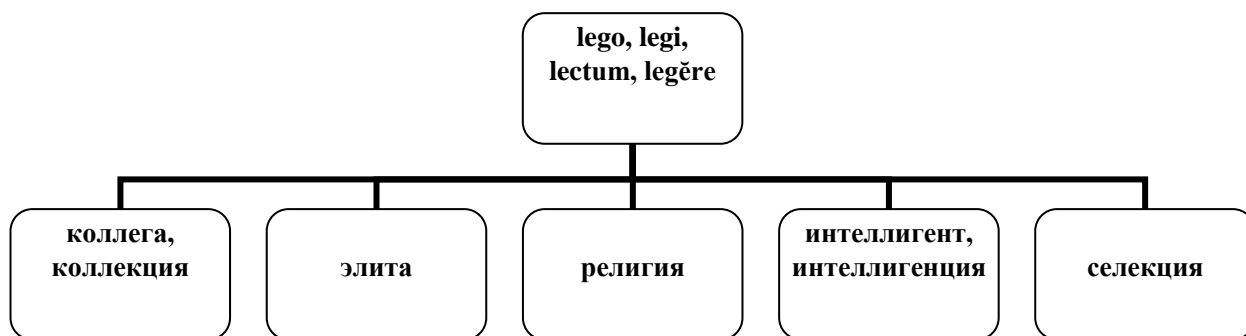 lego, legi,
lectum, legĕre
коллега,
коллекция
элита
религия
интеллигент,
интеллигенция
селекция